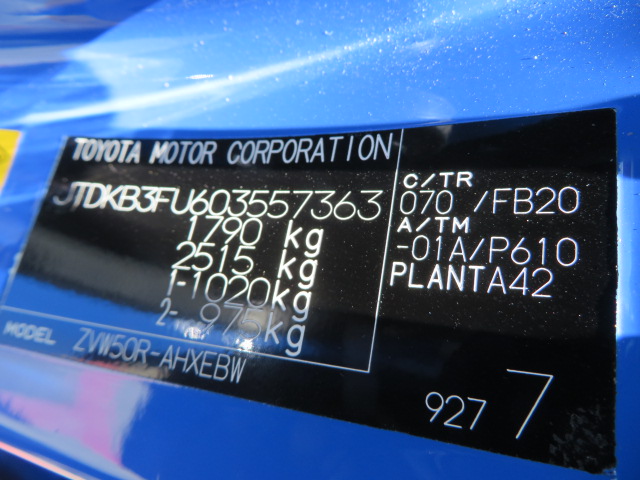 TOYOTA MOTOR CORPORATION
JTDKB3FU603557363
1790 kg
2515 kg
1-1020kg
2- 975kg
MODEL ZVW50R-AHXEBW
C/TR
070 /FB20
A/TM
-01A/P610
PLANTA42
927 7